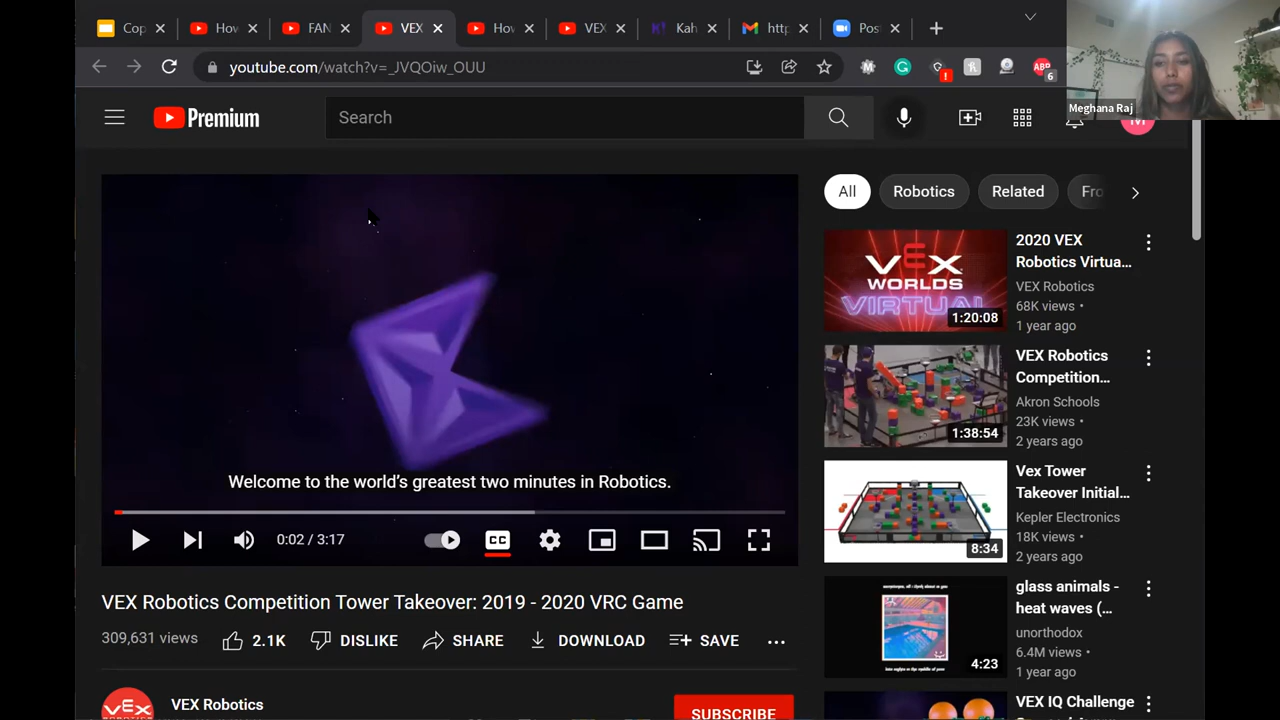 Cop
How
FAN
VEX
How
VEX
Kah
http
Pos
youtube.com/watch?v=_JVQOiw_OUU
ABP
6
Meghana Raj
Premium
Search
All
Robotics
Related
Fro
Welcome to the world's greatest two minutes in Robotics.
0:02 / 3:17
CC
VEX Robotics Competition Tower Takeover: 2019 - 2020 VRC Game
309,631 views
2.1K
DISLIKE
SHARE
DOWNLOAD
SAVE
VEX
VEX Robotics
SUBSCRIBE
VEX
WORLDS
VIRTUAL
1:20:08
2020 VEX
Robotics Virtua...
VEX Robotics
68K views •
1 year ago
1:38:54
VEX Robotics
Competition...
Akron Schools
23K views •
2 years ago
8:34
Vex Tower
Takeover Initial...
Kepler Electronics
18K views •
2 years ago
4:23
glass animals -
heat waves (...
unorthodox
6.4M views •
1 year ago
VEX IQ Challenge